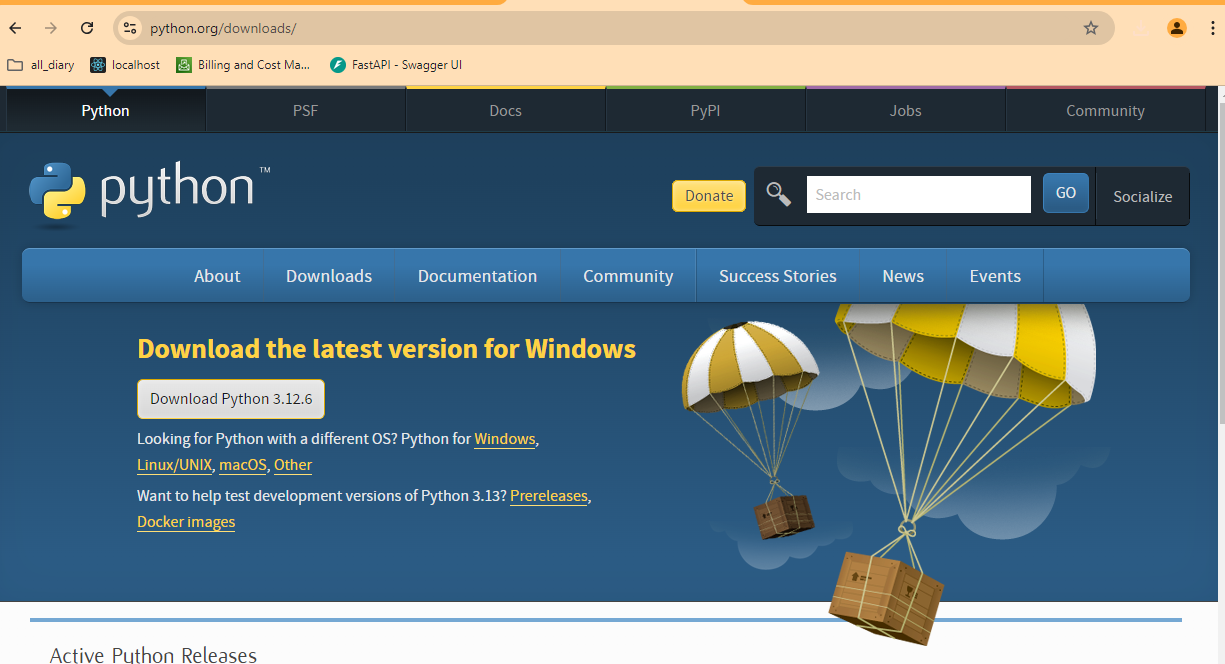 python.org/downloads/
all_diary localhost Billing and Cost Ma... FastAPI - Swagger UI
Python PSF Docs PyPI Jobs Community
python™
Donate Search GO Socialize
About Downloads Documentation Community Success Stories News Events
Download the latest version for Windows
Download Python 3.12.6
Looking for Python with a different OS? Python for Windows,
Linux/UNIX, macOS, Other
Want to help test development versions of Python 3.13? Prereleases,
Docker images
Active Python Releases